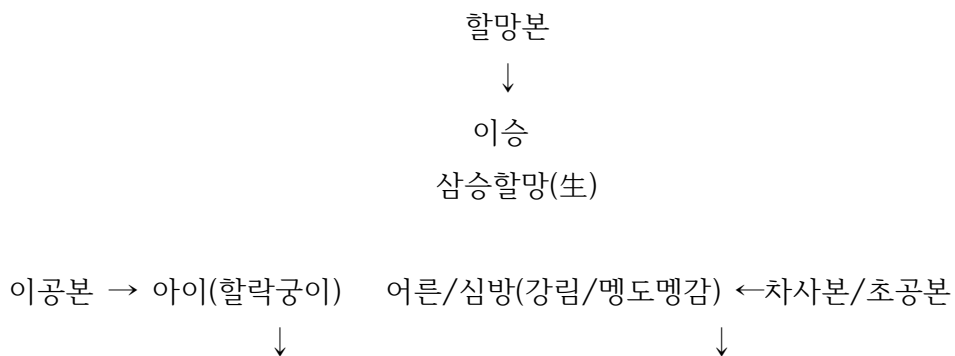 할망본
↓
이승
삼승할망(生)
이공본 → 아이(할락궁이) 어른/심방(강림/멩도멩감) ←차사본/초공본
↓ ↓